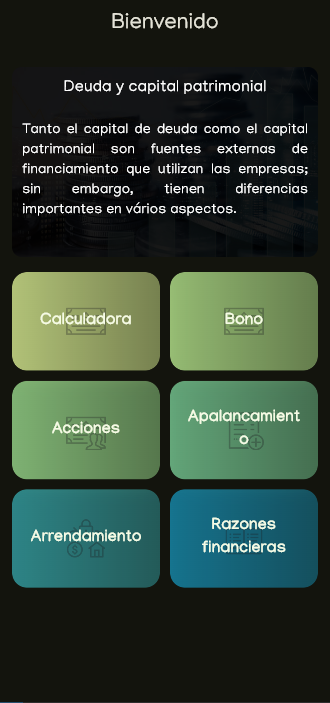 Bienvenido
Deuda y capital patrimonial
Tanto el capital de deuda como el capital
patrimonial son fuentes externas de
financiamiento que utilizan las empresas;
sin embargo, tienen diferencias
importantes en vários aspectos.
Calculadora
Bono
Acciones
Apalancamient
o
Arrendamiento
Razones
financieras